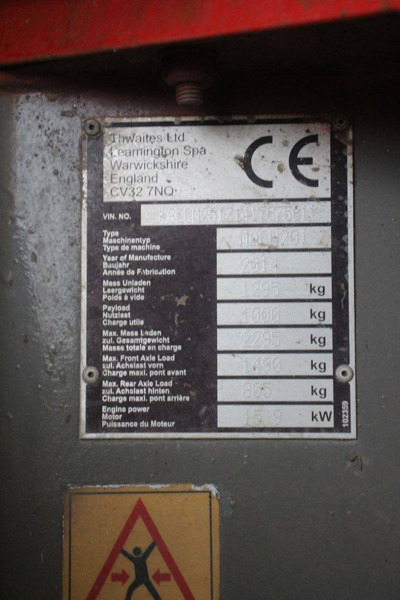 Thwaites Ltd
Leamington Spa
Warwickshire
England
CV32 7NQ
CE
VIN. NO.
Type
Maschinentyp
Type de machine
Year of Manufacture
Baujahr
Année de Fabrication
2014
Mass Unladen
Leergewicht
Poids à vide
1295 kg
Payload
Nutzlast
Charge utile
1000 kg
Max. Mass Laden
zul. Gesamtgewicht
Masse totale en charge
2295 kg
Max. Front Axle Load
zul. Achslast vorn
Charge maxi. pont avant
kg
Max. Rear Axle Load
zul. Achslast hinten
Charge maxi. pont arrière
kg
Engine power
Motor
Puissance du Moteur
kW
102359